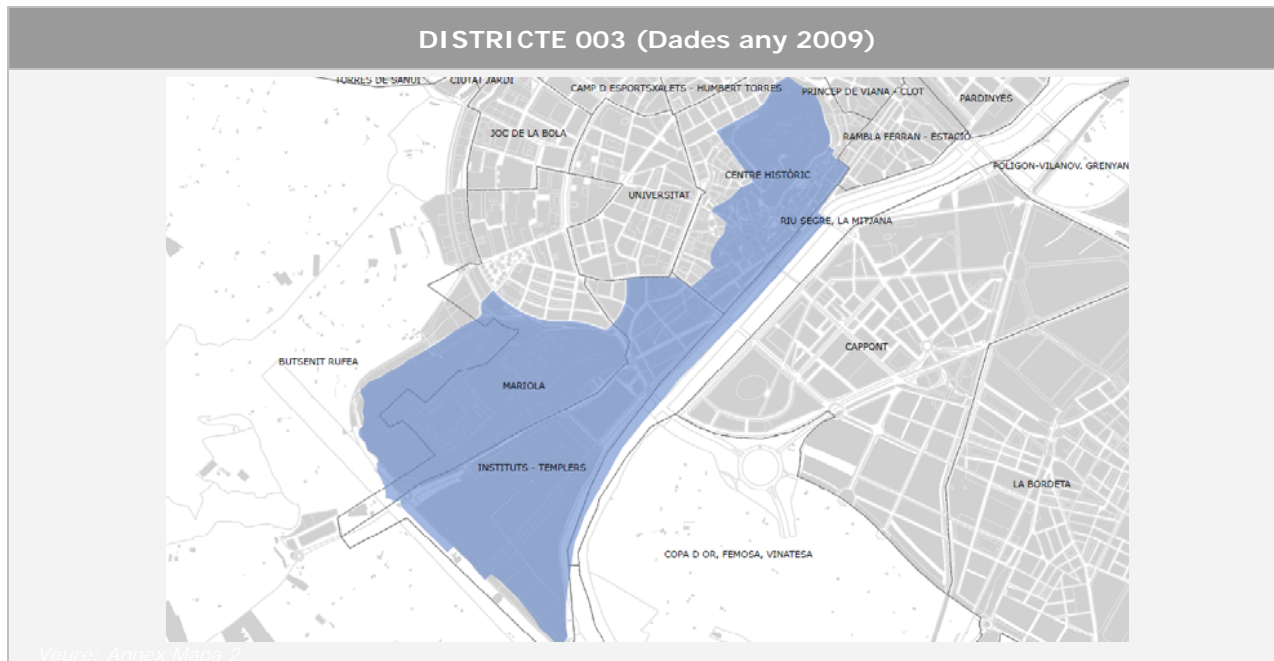 DISTRICTE 003 (Dades any 2009)
TORRES DE SANUI
CIUTAT JARDI
CAMP D ESPORTSXALETS - HUMBERT TORRES
PRINCEP DE VIANA - CLOT
PARDINYES
JOC DE LA BOLA
RAMBLA FERRAN - ESTACIÓ
POLIGON-VILANOV. GRENYAN
CENTRE HISTÒRIC
UNIVERSITAT
RIU SEGRE, LA MITJANA
CAPPONT
BUTSENIT RUFEA
MARIOLA
INSTITUTS - TEMPLERS
LA BORDETA
COPA D OR, FEMOSA, VINATESA
Veure: Annex Mapa 2.